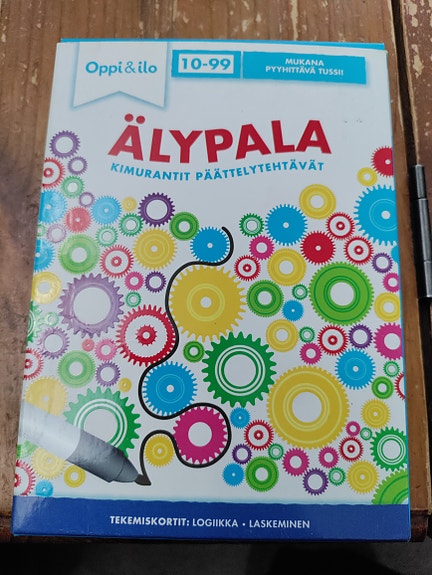 Oppi&ilo
10-99
MUKANA
PYYHITTÄVÄ TUSSI!
ÄLYPALA
KIMURANTIT PÄÄTTELYTEHTÄVÄT
TEKEMISKORTIT: LOGIIKKA • LASKEMINEN